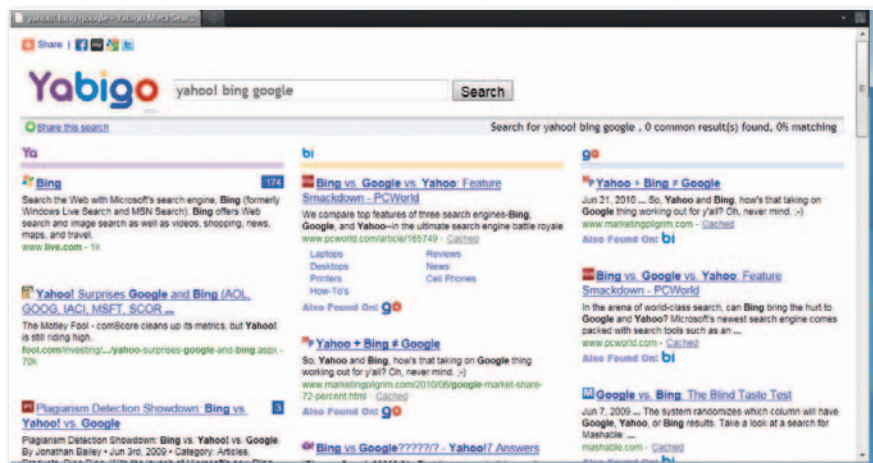 yahoo! bing google - Yabigo Meta Sear...
Share |
Yabigo
yahoo! bing google
Search
Share this search
Search for yahoo! bing google , 0 common result(s) found, 0% matching
Ya
Bing
174
Search the Web with Microsoft's search engine, Bing (formerly
Windows Live Search and MSN Search). Bing offers Web
search and image search as well as videos, shopping, news,
maps, and travel.
www.live.com - 1k
Yahoo! Surprises Google and Bing (AOL,
GOOG, IACI, MSFT, SCOR ...
The Motley Fool - comScore cleans up its metrics, but Yahoo!
is still riding high.
fool.com/investing/.../yahoo-surprises-google-and-bing.aspx -
70k
Plagiarism Detection Showdown: Bing vs.
Yahoo! vs. Google
3
Plagiarism Detection Showdown: Bing vs. Yahoo! vs. Google.
By Jonathan Bailey • Jun 3rd, 2009 • Category: Articles,
bi
Bing vs. Google vs. Yahoo: Feature
Smackdown - PCWorld
We compare top features of three search engines-Bing,
Google, and Yahoo--in the ultimate search engine battle royale
www.pcworld.com/article/165749 - Cached
Laptops
Reviews
Desktops
News
Printers
Cell Phones
How-To's
Also Found On: go
Yahoo + Bing ≠ Google
So, Yahoo and Bing, how's that taking on Google thing
working out for y'all? Oh, never mind. ;-)
www.marketingpilgrim.com/2010/06/google-market-share-
72-percent.html - Cached
Also Found On: go
Bing vs Google?????/? - Yahoo!7 Answers
go
Yahoo + Bing ≠ Google
Jun 21, 2010 ... So, Yahoo and Bing, how's that taking on
Google thing working out for y'all? Oh, never mind. ;-)
www.marketingpilgrim.com - Cached
Also Found On: bi
Bing vs. Google vs. Yahoo: Feature
Smackdown - PCWorld
In the arena of world-class search, can Bing bring the hurt to
Google and Yahoo? Microsoft's newest search engine comes
packed with search tools such as an ...
www.pcworld.com - Cached
Also Found On: bi
Google vs. Bing: The Blind Taste Test
Jun 7, 2009 ... The system randomizes which column will have
Google, Yahoo, or Bing results. Take a look at a search for
Mashable: ...
mashable.com - Cached